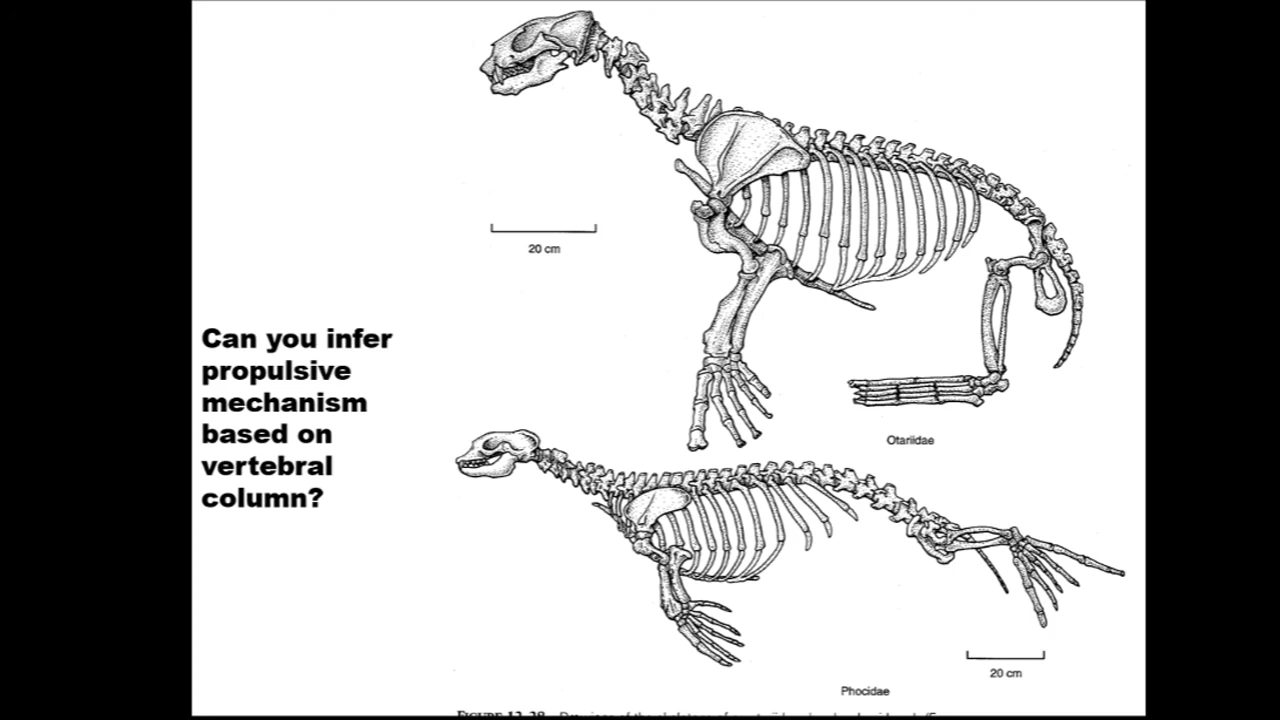 20 cm
Can you infer
propulsive
mechanism
based on
vertebral
column?
Otariidae
20 cm
Phocidae